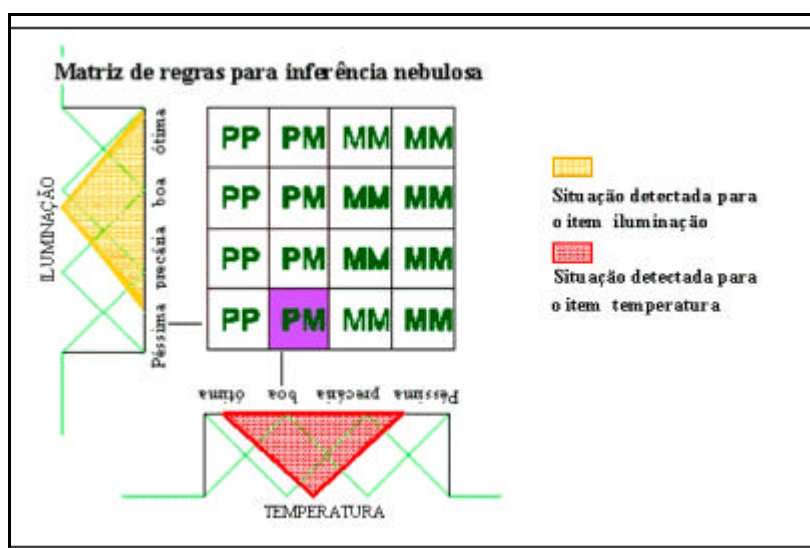 Matriz de regras para inferência nebulosa
ILUMINAÇÃO
ótima
boa
precária
Péssima
PP PM MM MM
PP PM MM MM
PP PM MM MM
PP PM MM MM
ótima boa precária Péssima
TEMPERATURA
Situação detectada para
o item iluminação
Situação detectada para
o item temperatura